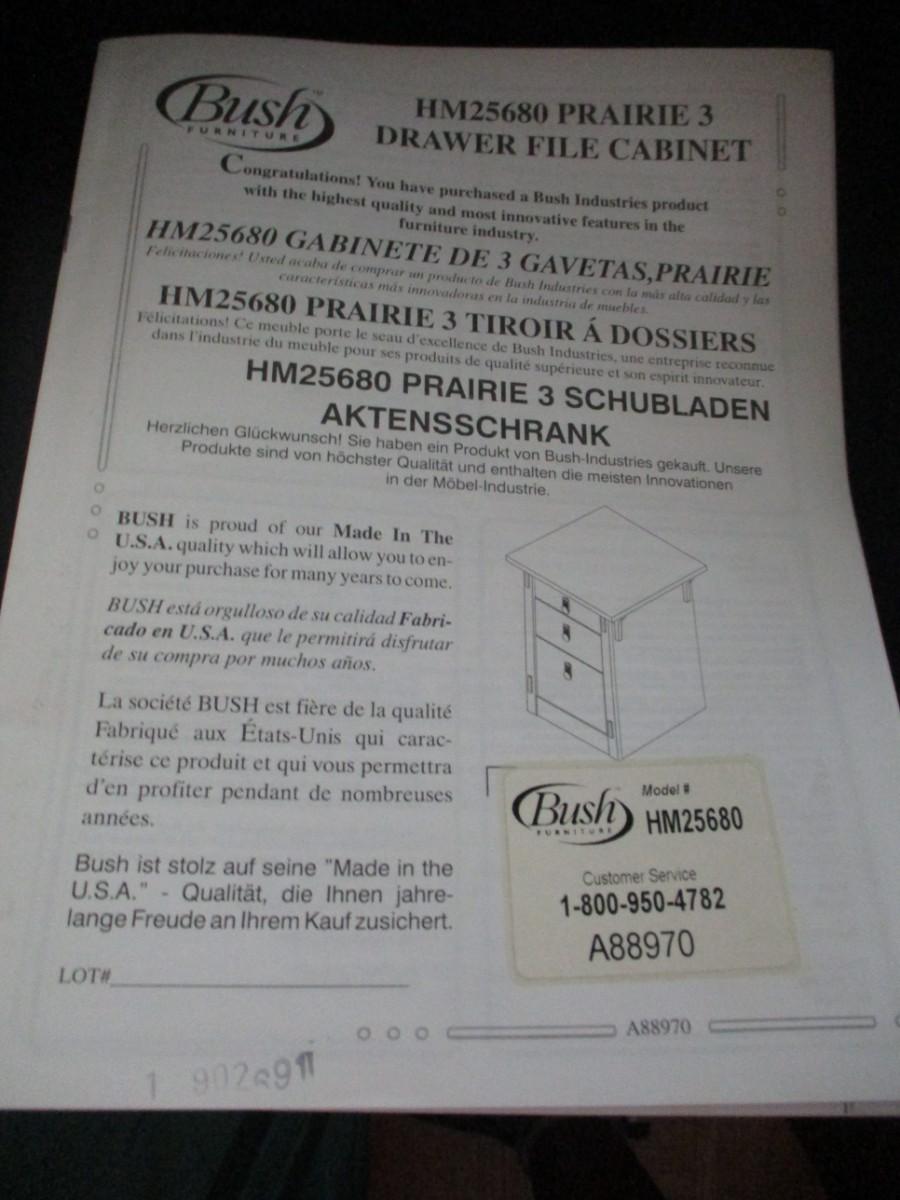 Bush
FURNITURE
HM25680 PRAIRIE 3
DRAWER FILE CABINET
Congratulations! You have purchased a Bush Industries product
with the highest quality and most innovative features in the
furniture industry.
HM25680 GABINETE DE 3 GAVETAS,PRAIRIE
Felicitaciones! Usted acaba de comprar un producto de Bush Industries con la más alta calidad y las
características más innovadoras en la industria de muebles.
HM25680 PRAIRIE 3 TIROIR Á DOSSIERS
Félicitations! Ce meuble porte le seau d'excellence de Bush Industries, une entreprise reconnue
dans l'industrie du meuble pour ses produits de qualité supérieure et son espirit innovateur.
HM25680 PRAIRIE 3 SCHUBLADEN
AKTENSSCHRANK
Herzlichen Glückwunsch! Sie haben ein Produkt von Bush-Industries gekauft. Unsere
Produkte sind von höchster Qualität und enthalten die meisten Innovationen
in der Möbel-Industrie.
BUSH is proud of our Made In The
U.S.A. quality which will allow you to en-
joy your purchase for many years to come.
BUSH está orgulloso de su calidad Fabri-
cado en U.S.A. que le permitirá disfrutar
de su compra por muchos años.
La société BUSH est fière de la qualité
Fabriqué aux États-Unis qui carac-
térise ce produit et qui vous permettra
d'en profiter pendant de nombreuses
années.
Bush ist stolz auf seine "Made in the
U.S.A." - Qualität, die Ihnen jahre-
lange Freude an Ihrem Kauf zusichert.
LOT#
Bush
FURNITURE
Model #
HM25680
Customer Service
1-800-950-4782
A88970
A88970
1